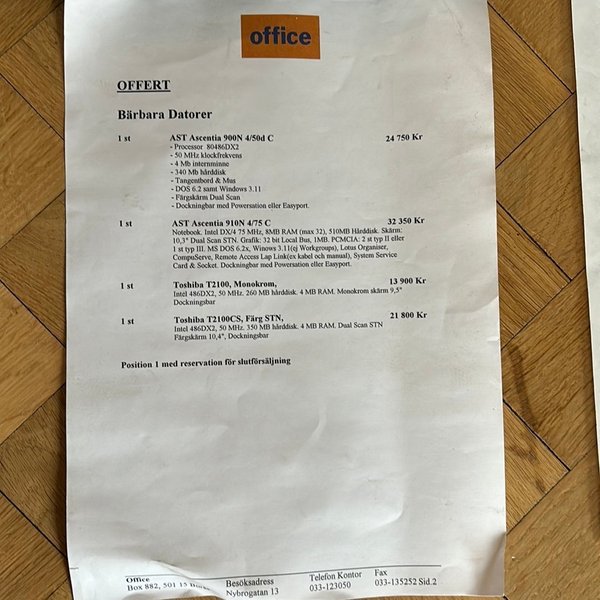 office
OFFERT
Bärbara Datorer
1 st AST Ascentia 900N 4/50d C 24 750 Kr
- Processor 80486DX2
- 50 MHz klockfrekvens
- 4 Mb internminne
- 340 Mb hårddisk
- Tangentbord & Mus
- DOS 6.2 samt Windows 3.11
- Färgskärm Dual Scan
- Dockningbar med Powersation eller Easyport.
1 st AST Ascentia 910N 4/75 C 32 350 Kr
Notebook. Intel DX/4 75 MHz, 8MB RAM (max 32), 510MB Hårddisk. Skärm:
10,3" Dual Scan STN. Grafik: 32 bit Local Bus, 1MB. PCMCIA: 2 st typ II eller
1 st typ III. MS DOS 6.2x, Windows 3.11(ej Workgroups), Lotus Organiser,
CompuServe, Remote Access Lap Link(ex kabel och manual), System Service
Card & Socket. Dockningbar med Powersation eller Easyport.
1 st Toshiba T2100, Monokrom, 13 900 Kr
Intel 486DX2, 50 MHz. 260 MB hårddisk. 4 MB RAM. Monokrom skärm 9,5"
Dockningsbar
1 st Toshiba T2100CS, Färg STN, 21 800 Kr
Intel 486DX2, 50 MHz. 350 MB hårddisk. 4 MB RAM. Dual Scan STN
Färgskärm 10,4", Dockningsbar
Position 1 med reservation för slutförsäljning
Office Besöksadress Telefon Kontor Fax
Box 882, 501 15 Nybrogatan 13 033-123050 033-135252 Sid.2